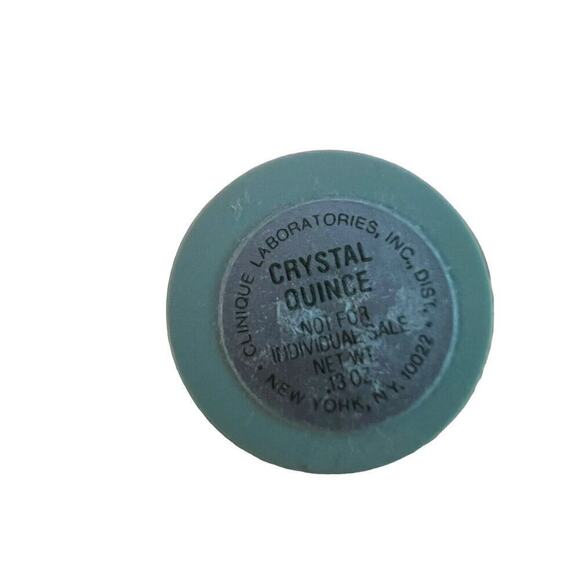 • CLINIQUE LABORATORIES, INC., DIST. •
CRYSTAL
QUINCE
NOT FOR
INDIVIDUAL SALE
NET WT.
.13 OZ.
NEW YORK, N.Y. 10022